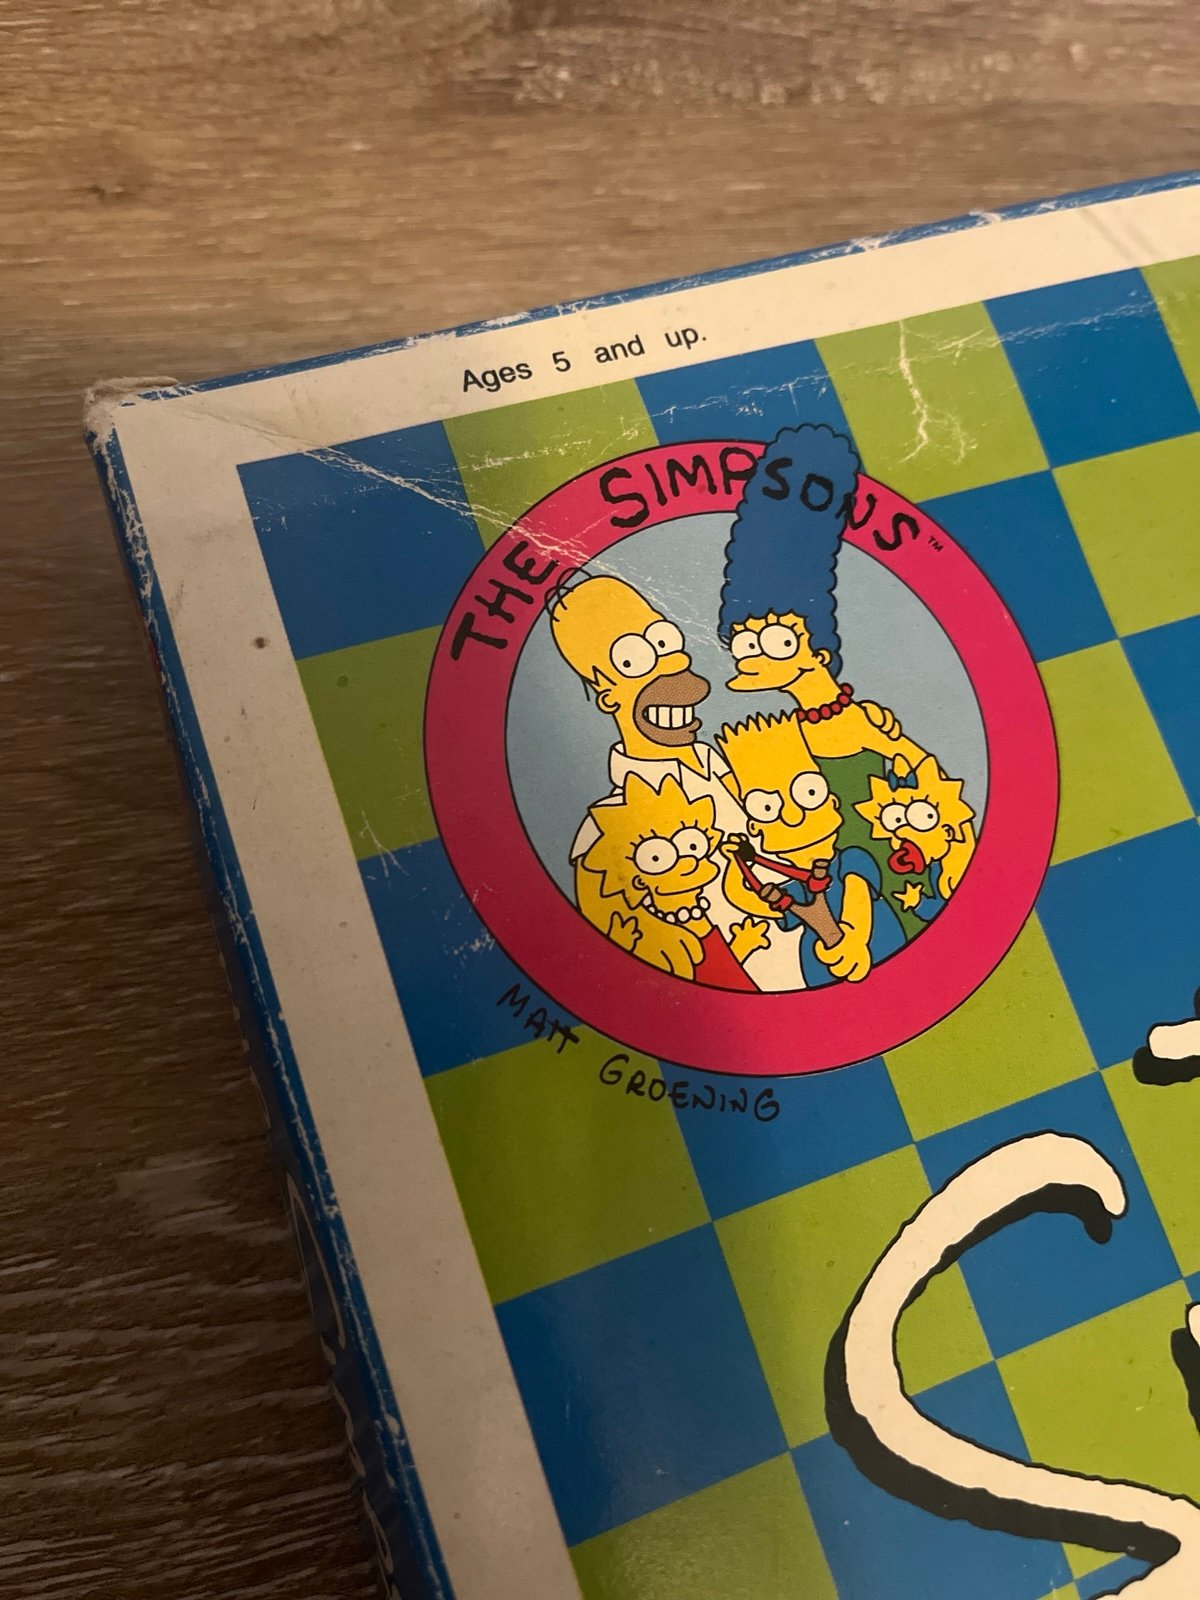 Ages 5 and up.
THE SIMPSONS™
MATT GROENING